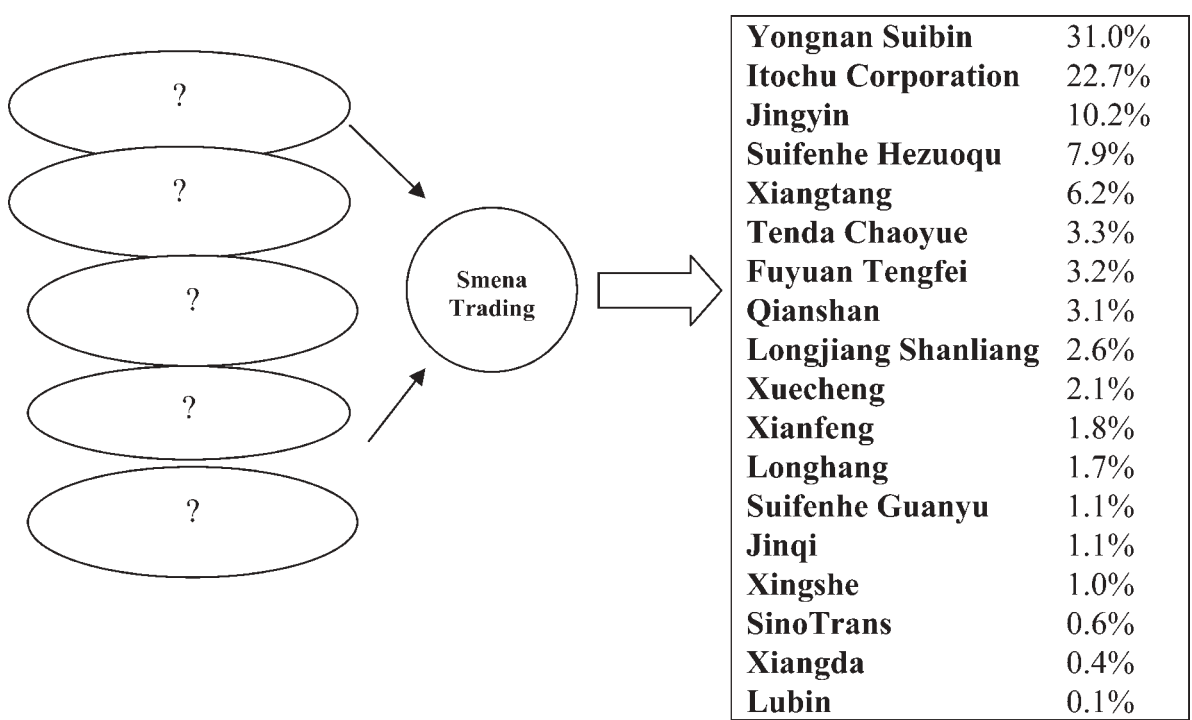 ?
?
?
?
?
Smena
Trading
Yongnan Suibin 31.0%
Itochu Corporation 22.7%
Jingyin 10.2%
Suifenhe Hezuoqu 7.9%
Xiangtang 6.2%
Tenda Chaoyue 3.3%
Fuyuan Tengfei 3.2%
Qianshan 3.1%
Longjiang Shanliang 2.6%
Xuecheng 2.1%
Xianfeng 1.8%
Longhang 1.7%
Suifenhe Guanyu 1.1%
Jinqi 1.1%
Xingshe 1.0%
SinoTrans 0.6%
Xiangda 0.4%
Lubin 0.1%